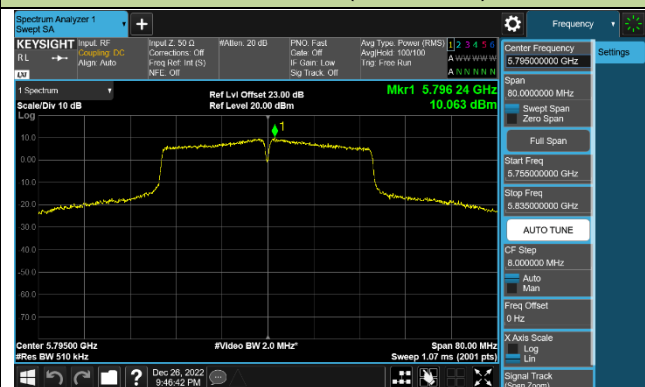 Spectrum Analyzer 1
Swept SA
Frequency
KEYSIGHT
RL
LXI
Input: RF
Coupling: DC
Align: Auto
Input Z: 50 Ω
Corrections: Off
Freq Ref: Int (S)
NFE: Off
#Atten: 20 dB
PNO: Fast
Gate: Off
IF Gain: Low
Sig Track: Off
Avg Type: Power (RMS)
Avg|Hold: 100/100
Trig: Free Run
1 2 3 4 5 6
A W W W W W
A N N N N N
Center Frequency
5.795000000 GHz
Settings
Span
80.0000000 MHz
Swept Span
Zero Span
Full Span
Start Freq
5.755000000 GHz
Stop Freq
5.835000000 GHz
AUTO TUNE
CF Step
8.000000 MHz
Auto
Man
Freq Offset
0 Hz
X Axis Scale
Log
Lin
Signal Track
(Span Zoom)
1 Spectrum
Scale/Div 10 dB
Log
Ref Lvl Offset 23.00 dB
Ref Level 20.00 dBm
Mkr1 5.796 24 GHz
10.063 dBm
1
10.0
0.00
-10.0
-20.0
-30.0
-40.0
-50.0
-60.0
-70.0
Center 5.79500 GHz
#Res BW 510 kHz
#Video BW 2.0 MHz*
Span 80.00 MHz
Sweep 1.07 ms (2001 pts)
Dec 26, 2022
9:46:42 PM